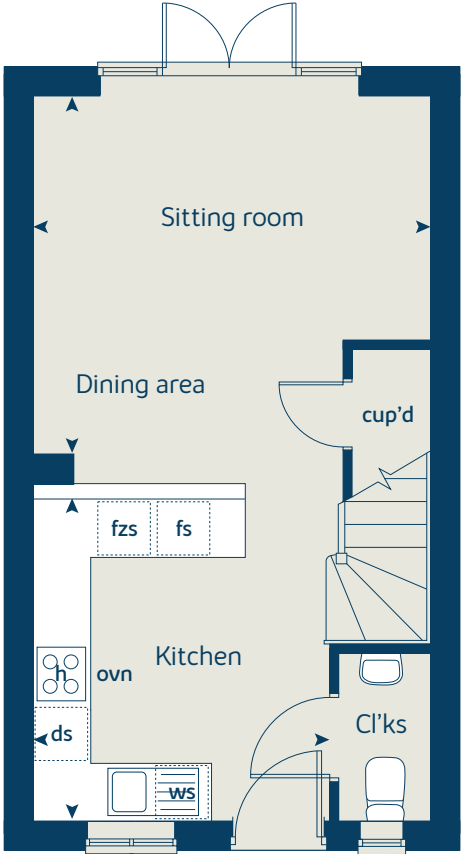 Sitting room
Dining area
cup'd
fzs fs
Kitchen
h ovn
ds
Cl'ks
ws